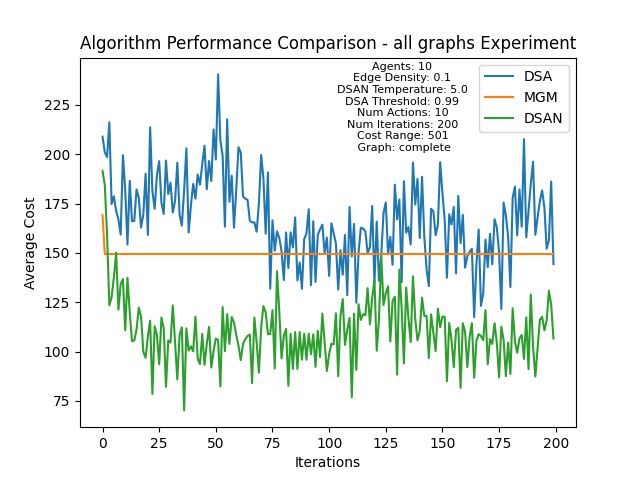 Algorithm Performance Comparison - all graphs Experiment
Agents: 10
Edge Density: 0.1
DSAN Temperature: 5.0
DSA Threshold: 0.99
Num Actions: 10
Num Iterations: 200
Cost Range: 501
Graph: complete
DSA
MGM
DSAN
Average Cost
225
200
175
150
125
100
75
0 25 50 75 100 125 150 175 200
Iterations